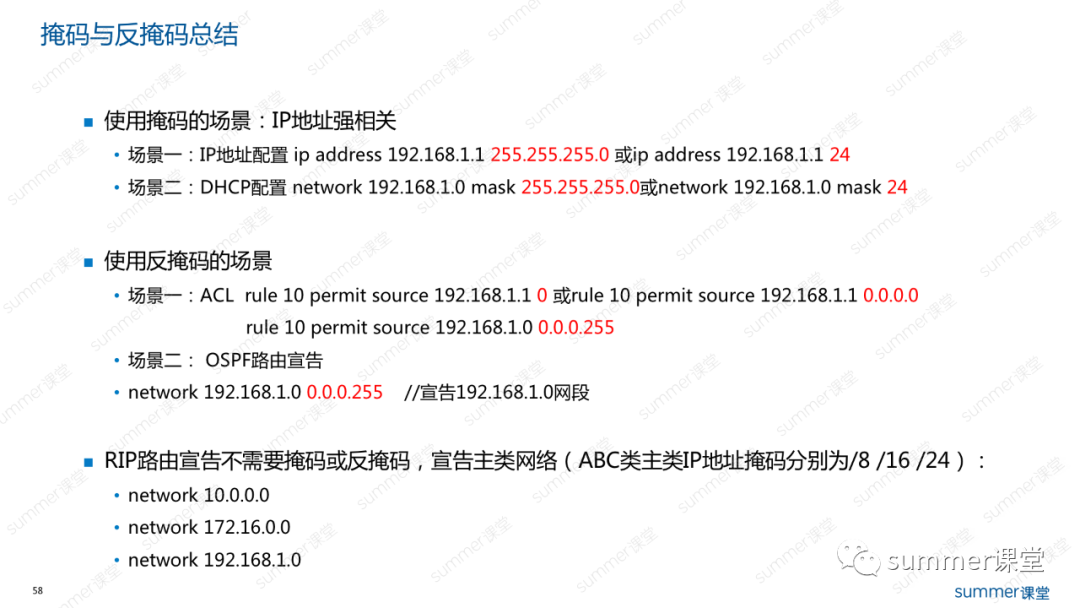 掩码与反掩码总结
■ 使用掩码的场景：IP地址强相关
• 场景一：IP地址配置 ip address 192.168.1.1 255.255.255.0 或ip address 192.168.1.1 24
• 场景二：DHCP配置 network 192.168.1.0 mask 255.255.255.0或network 192.168.1.0 mask 24
■ 使用反掩码的场景
• 场景一：ACL rule 10 permit source 192.168.1.1 0 或rule 10 permit source 192.168.1.1 0.0.0.0
rule 10 permit source 192.168.1.0 0.0.0.255
• 场景二： OSPF路由宣告
• network 192.168.1.0 0.0.0.255 //宣告192.168.1.0网段
■ RIP路由宣告不需要掩码或反掩码，宣告主类网络（ABC类主类IP地址掩码分别为/8 /16 /24）：
• network 10.0.0.0
• network 172.16.0.0
• network 192.168.1.0
summer课堂
58
summer课堂